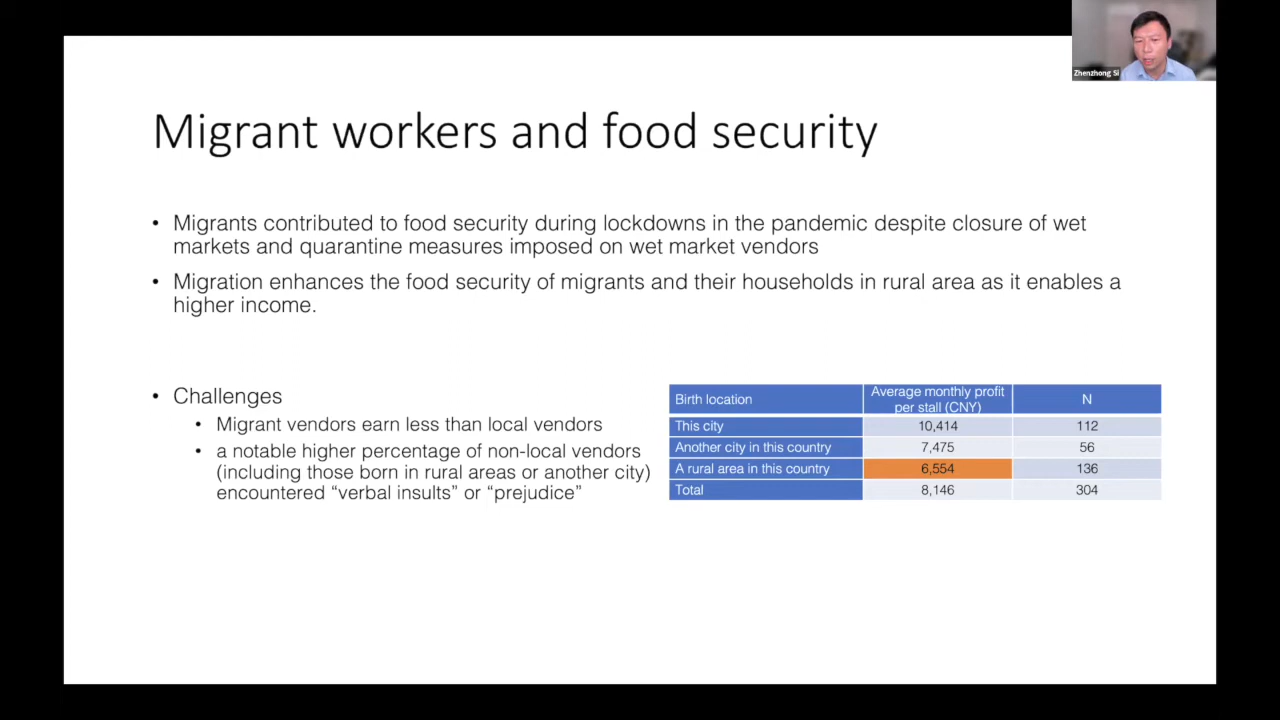 Zhenzhong Si
Migrant workers and food security
• Migrants contributed to food security during lockdowns in the pandemic despite closure of wet
markets and quarantine measures imposed on wet market vendors
• Migration enhances the food security of migrants and their households in rural area as it enables a
higher income.
• Challenges
• Migrant vendors earn less than local vendors
• a notable higher percentage of non-local vendors
(including those born in rural areas or another city)
encountered “verbal insults” or “prejudice”
Birth location Average monthly profit per stall (CNY) N
This city 10,414 112
Another city in this country 7,475 56
A rural area in this country 6,554 136
Total 8,146 304